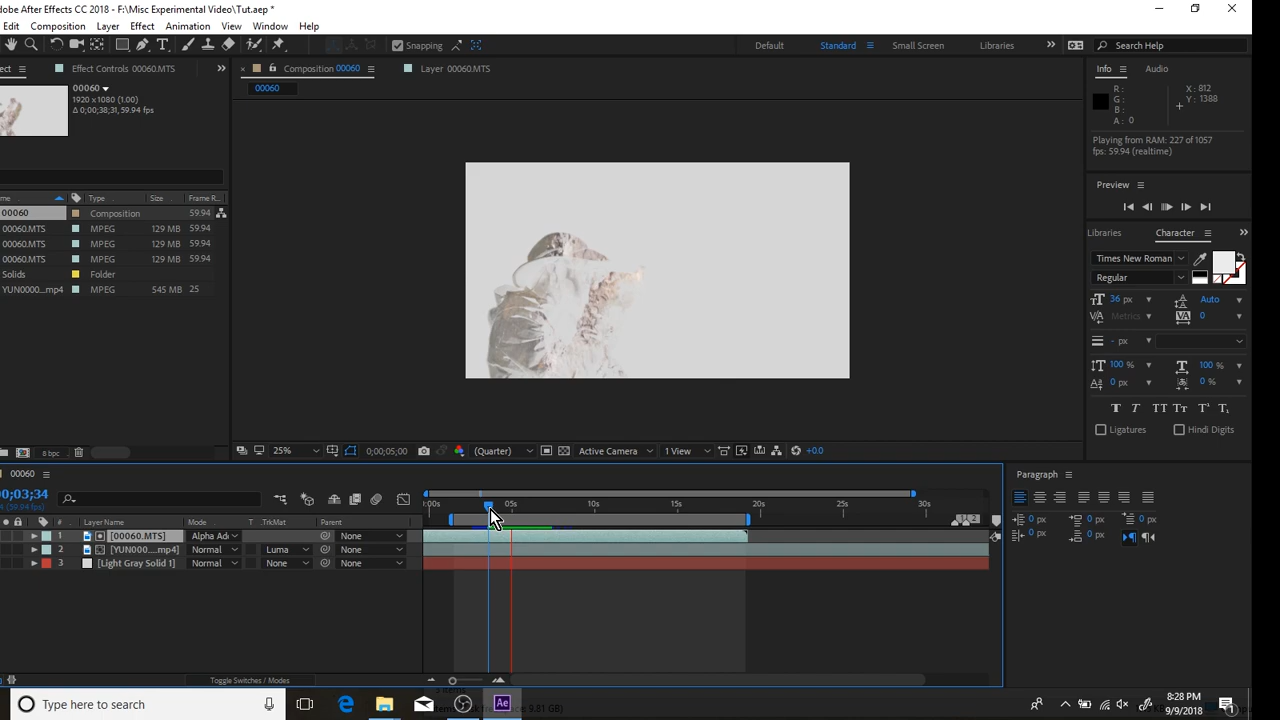 dobe After Effects CC 2018 - F:\Misc Experimental Video\Tut.aep *
Edit Composition Layer Effect Animation View Window Help
Snapping
Default Standard Small Screen Libraries Search Help
ect Effect Controls 00060.MTS
Composition 00060
Layer 00060.MTS
Info Audio
00060
1920 x 1080 (1.00)
Δ 0;00;38;31, 59.94 fps
00060
R :
G :
B :
A : 0
X : 812
Y : 1388
Playing from RAM: 227 of 1057
fps: 59.94 (realtime)
Preview
me Type Size Frame R...
00060 Composition 59.94
00060.MTS MPEG 129 MB 59.94
00060.MTS MPEG 129 MB 59.94
00060.MTS MPEG 129 MB 59.94
Solids Folder
YUN0000...mp4 MPEG 545 MB 25
Libraries Character
Times New Roman
Regular
36 px Auto
Metrics 0
- px
100 % 100 %
0 px 0 %
Ligatures Hindi Digits
8 bpc
25% 0;00;05;00 (Quarter) Active Camera 1 View +0.0
00060
0;00;03;34
(59.94 fps)
:00s 05s 10s 15s 20s 25s 30s
# Layer Name Mode T .TrkMat Parent
1 [00060.MTS] Alpha Ad None
2 [YUN000....mp4] Normal Luma None
3 [Light Gray Solid 1] Normal None None
Paragraph
0 px 0 px 0 px
0 px 0 px
Toggle Switches / Modes
Type here to search
8:28 PM
9/9/2018